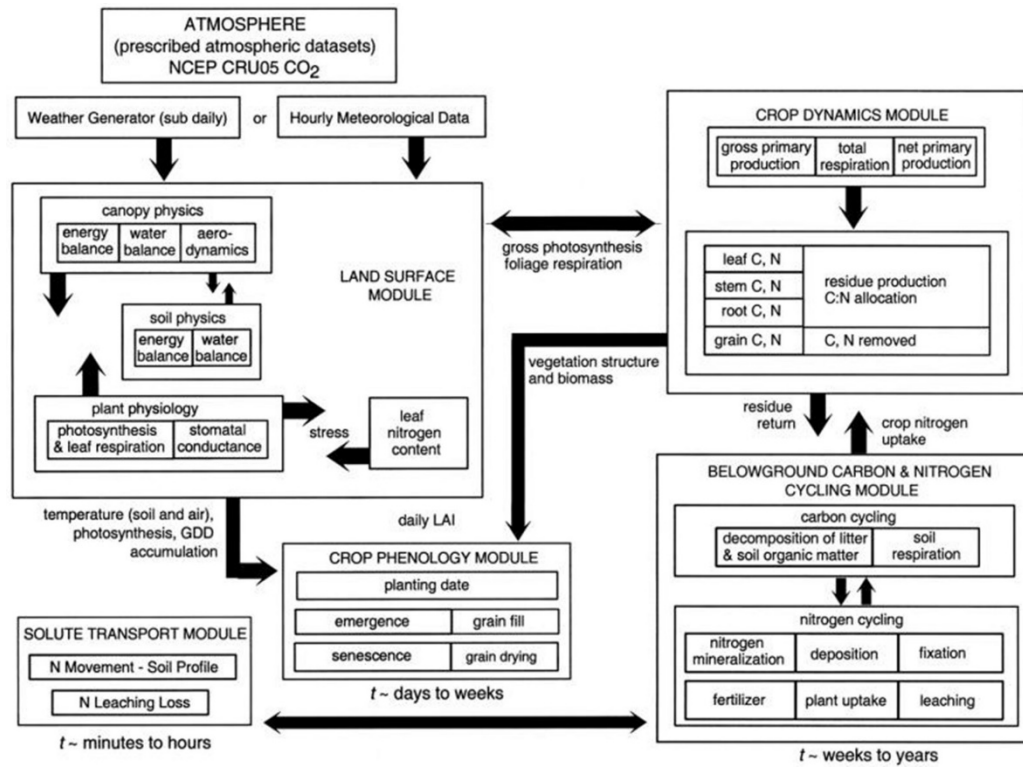 ATMOSPHERE
(prescribed atmospheric datasets)
NCEP CRU05 CO2
Weather Generator (sub daily)
or
Hourly Meteorological Data
canopy physics
energy
balance
water
balance
aero-
dynamics
LAND SURFACE
MODULE
soil physics
energy
balance
water
balance
plant physiology
photosynthesis
& leaf respiration
stomatal
conductance
stress
leaf
nitrogen
content
gross photosynthesis
foliage respiration
CROP DYNAMICS MODULE
gross primary
production
total
respiration
net primary
production
leaf C, N
stem C, N
root C, N
grain C, N
residue production
C:N allocation
C, N removed
vegetation structure
and biomass
residue
return
crop nitrogen
uptake
temperature (soil and air),
photosynthesis, GDD
accumulation
daily LAI
CROP PHENOLOGY MODULE
planting date
emergence
grain fill
senescence
grain drying
t ~ days to weeks
BELOWGROUND CARBON & NITROGEN
CYCLING MODULE
carbon cycling
decomposition of litter
& soil organic matter
soil
respiration
nitrogen cycling
nitrogen
mineralization
deposition
fixation
fertilizer
plant uptake
leaching
t ~ weeks to years
SOLUTE TRANSPORT MODULE
N Movement - Soil Profile
N Leaching Loss
t ~ minutes to hours